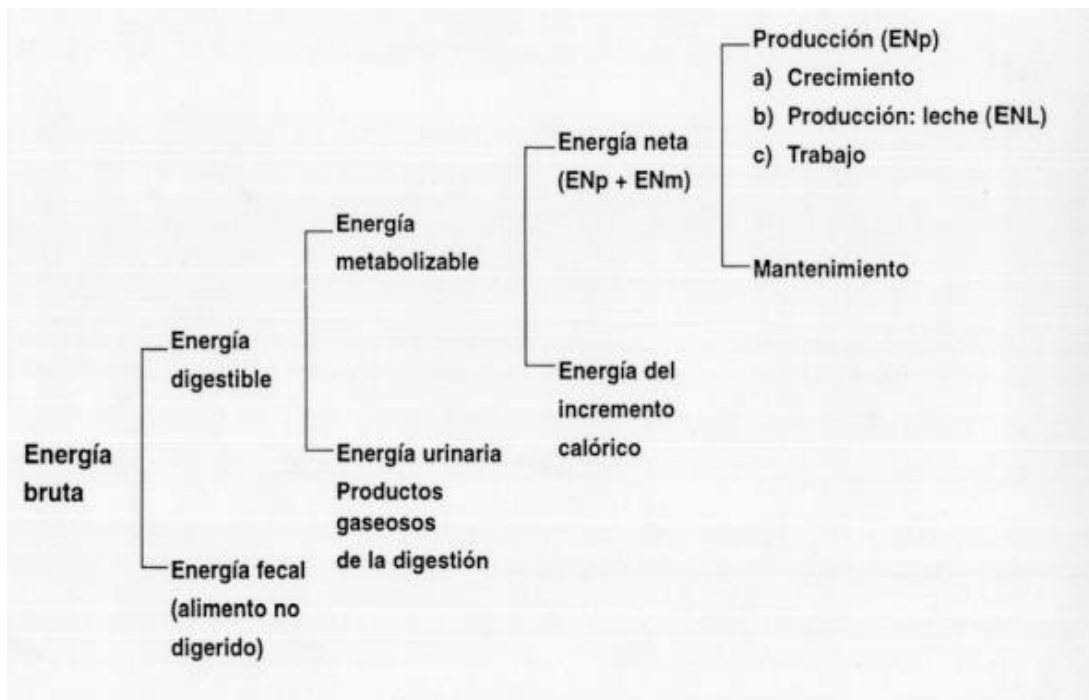 Energía
bruta
Energía
digestible
Energía fecal
(alimento no
digerido)
Energía
metabolizable
Energía urinaria
Productos
gaseosos
de la digestión
Energía neta
(ENp + ENm)
Energía del
incremento
calórico
Producción (ENp)
a) Crecimiento
b) Producción: leche (ENL)
c) Trabajo
Mantenimiento